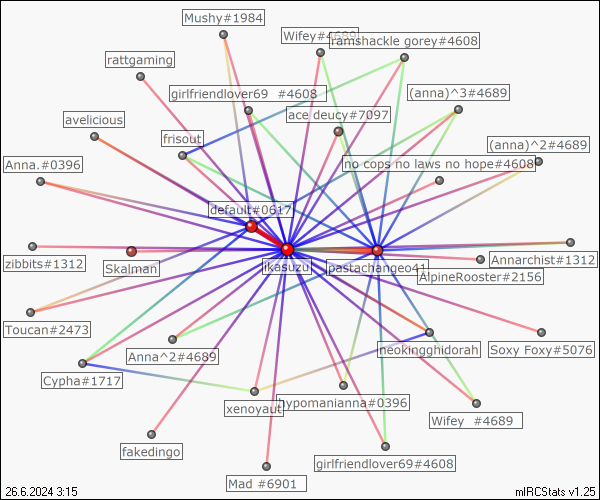 Mushy#1984
Wifey#4689
ramshackle gorey#4608
rattgaming
girlfriendlover69 #4608
(anna)^3#4689
ace deucy#7097
avelicious
frisout
(anna)^2#4689
Anna.#0396
no cops no laws no hope#4608
default#0617
zibbits#1312
Skalman
jkasuzu
pastachangeo41
Annarchist#1312
AlpineRooster#2156
Toucan#2473
Anna^2#4689
neokingghidorah
Soxy Foxy#5076
Cypha#1717
xenoyaut
hypomanianna#0396
Wifey #4689
fakedingo
girlfriendlover69#4608
Mad #6901
26.6.2024 3:15
mIRCStats v1.25